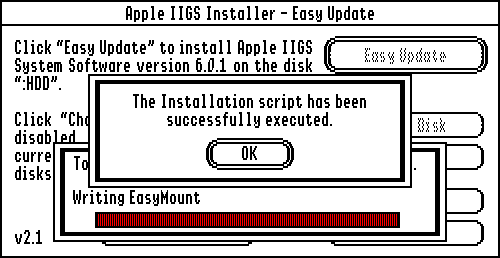 Apple IIGS Installer - Easy Update
Click "Easy Update" to install Apple IIGS
System Software version 6.0.1 on the disk
":HDD".
Easy Update
The Installation script has been
successfully executed.
OK
Click "Cho
disabled
curre
disks
Disk
To
Writing EasyMount
v2.1